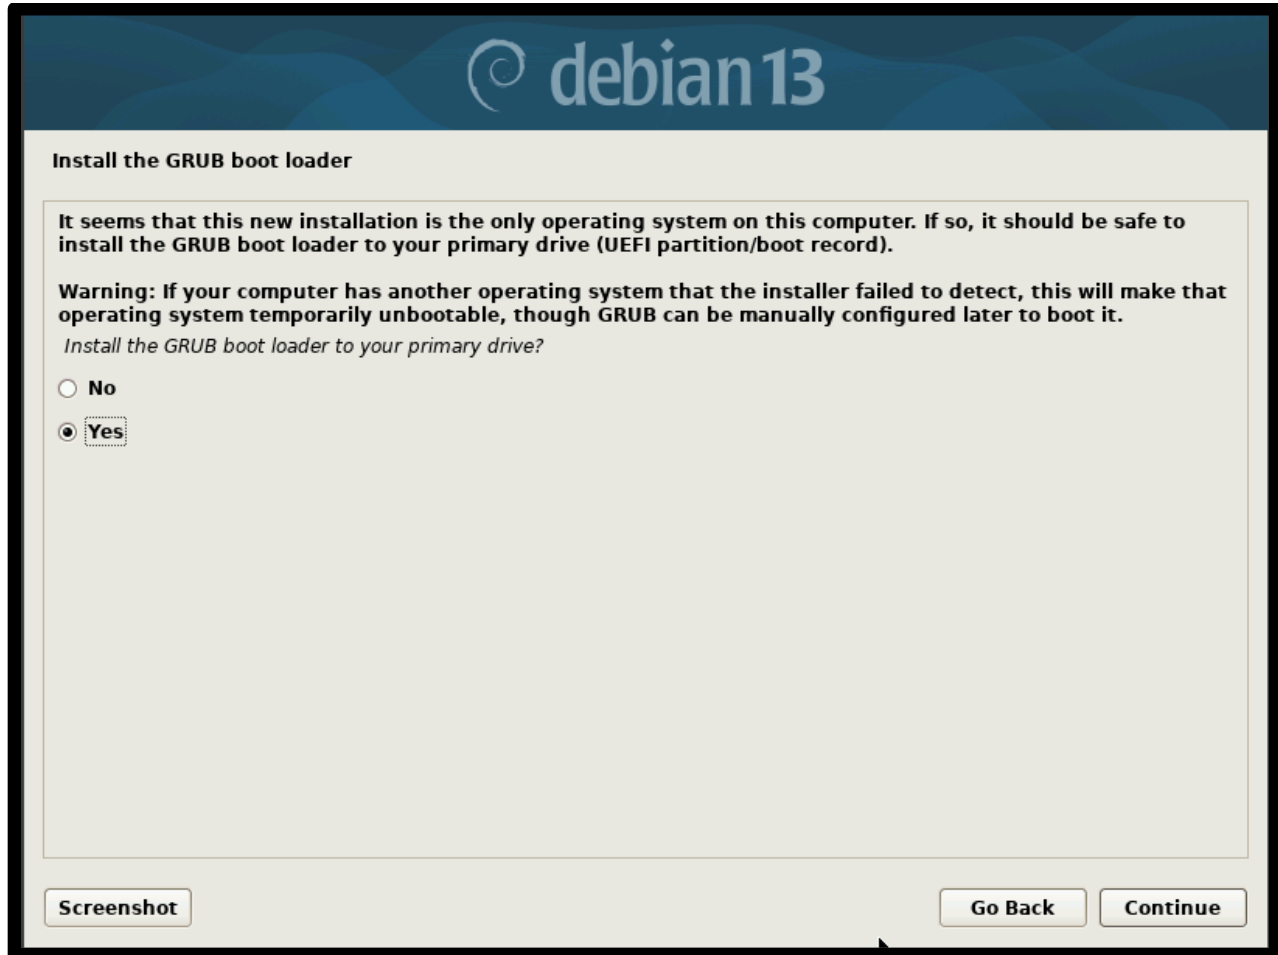 debian 13
Install the GRUB boot loader
It seems that this new installation is the only operating system on this computer. If so, it should be safe to
install the GRUB boot loader to your primary drive (UEFI partition/boot record).
Warning: If your computer has another operating system that the installer failed to detect, this will make that
operating system temporarily unbootable, though GRUB can be manually configured later to boot it.
Install the GRUB boot loader to your primary drive?
No
Yes
Screenshot
Go Back
Continue